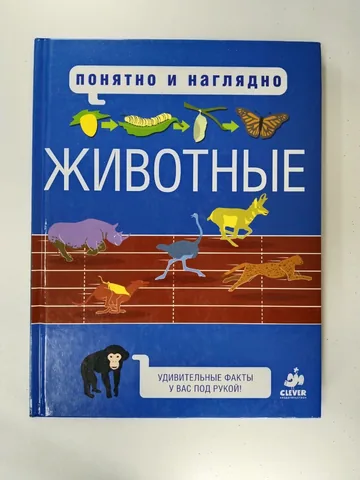 ПОНЯТНО И НАГЛЯДНО
ЖИВОТНЫЕ
УДИВИТЕЛЬНЫЕ ФАКТЫ
У ВАС ПОД РУКОЙ!
CLEVER